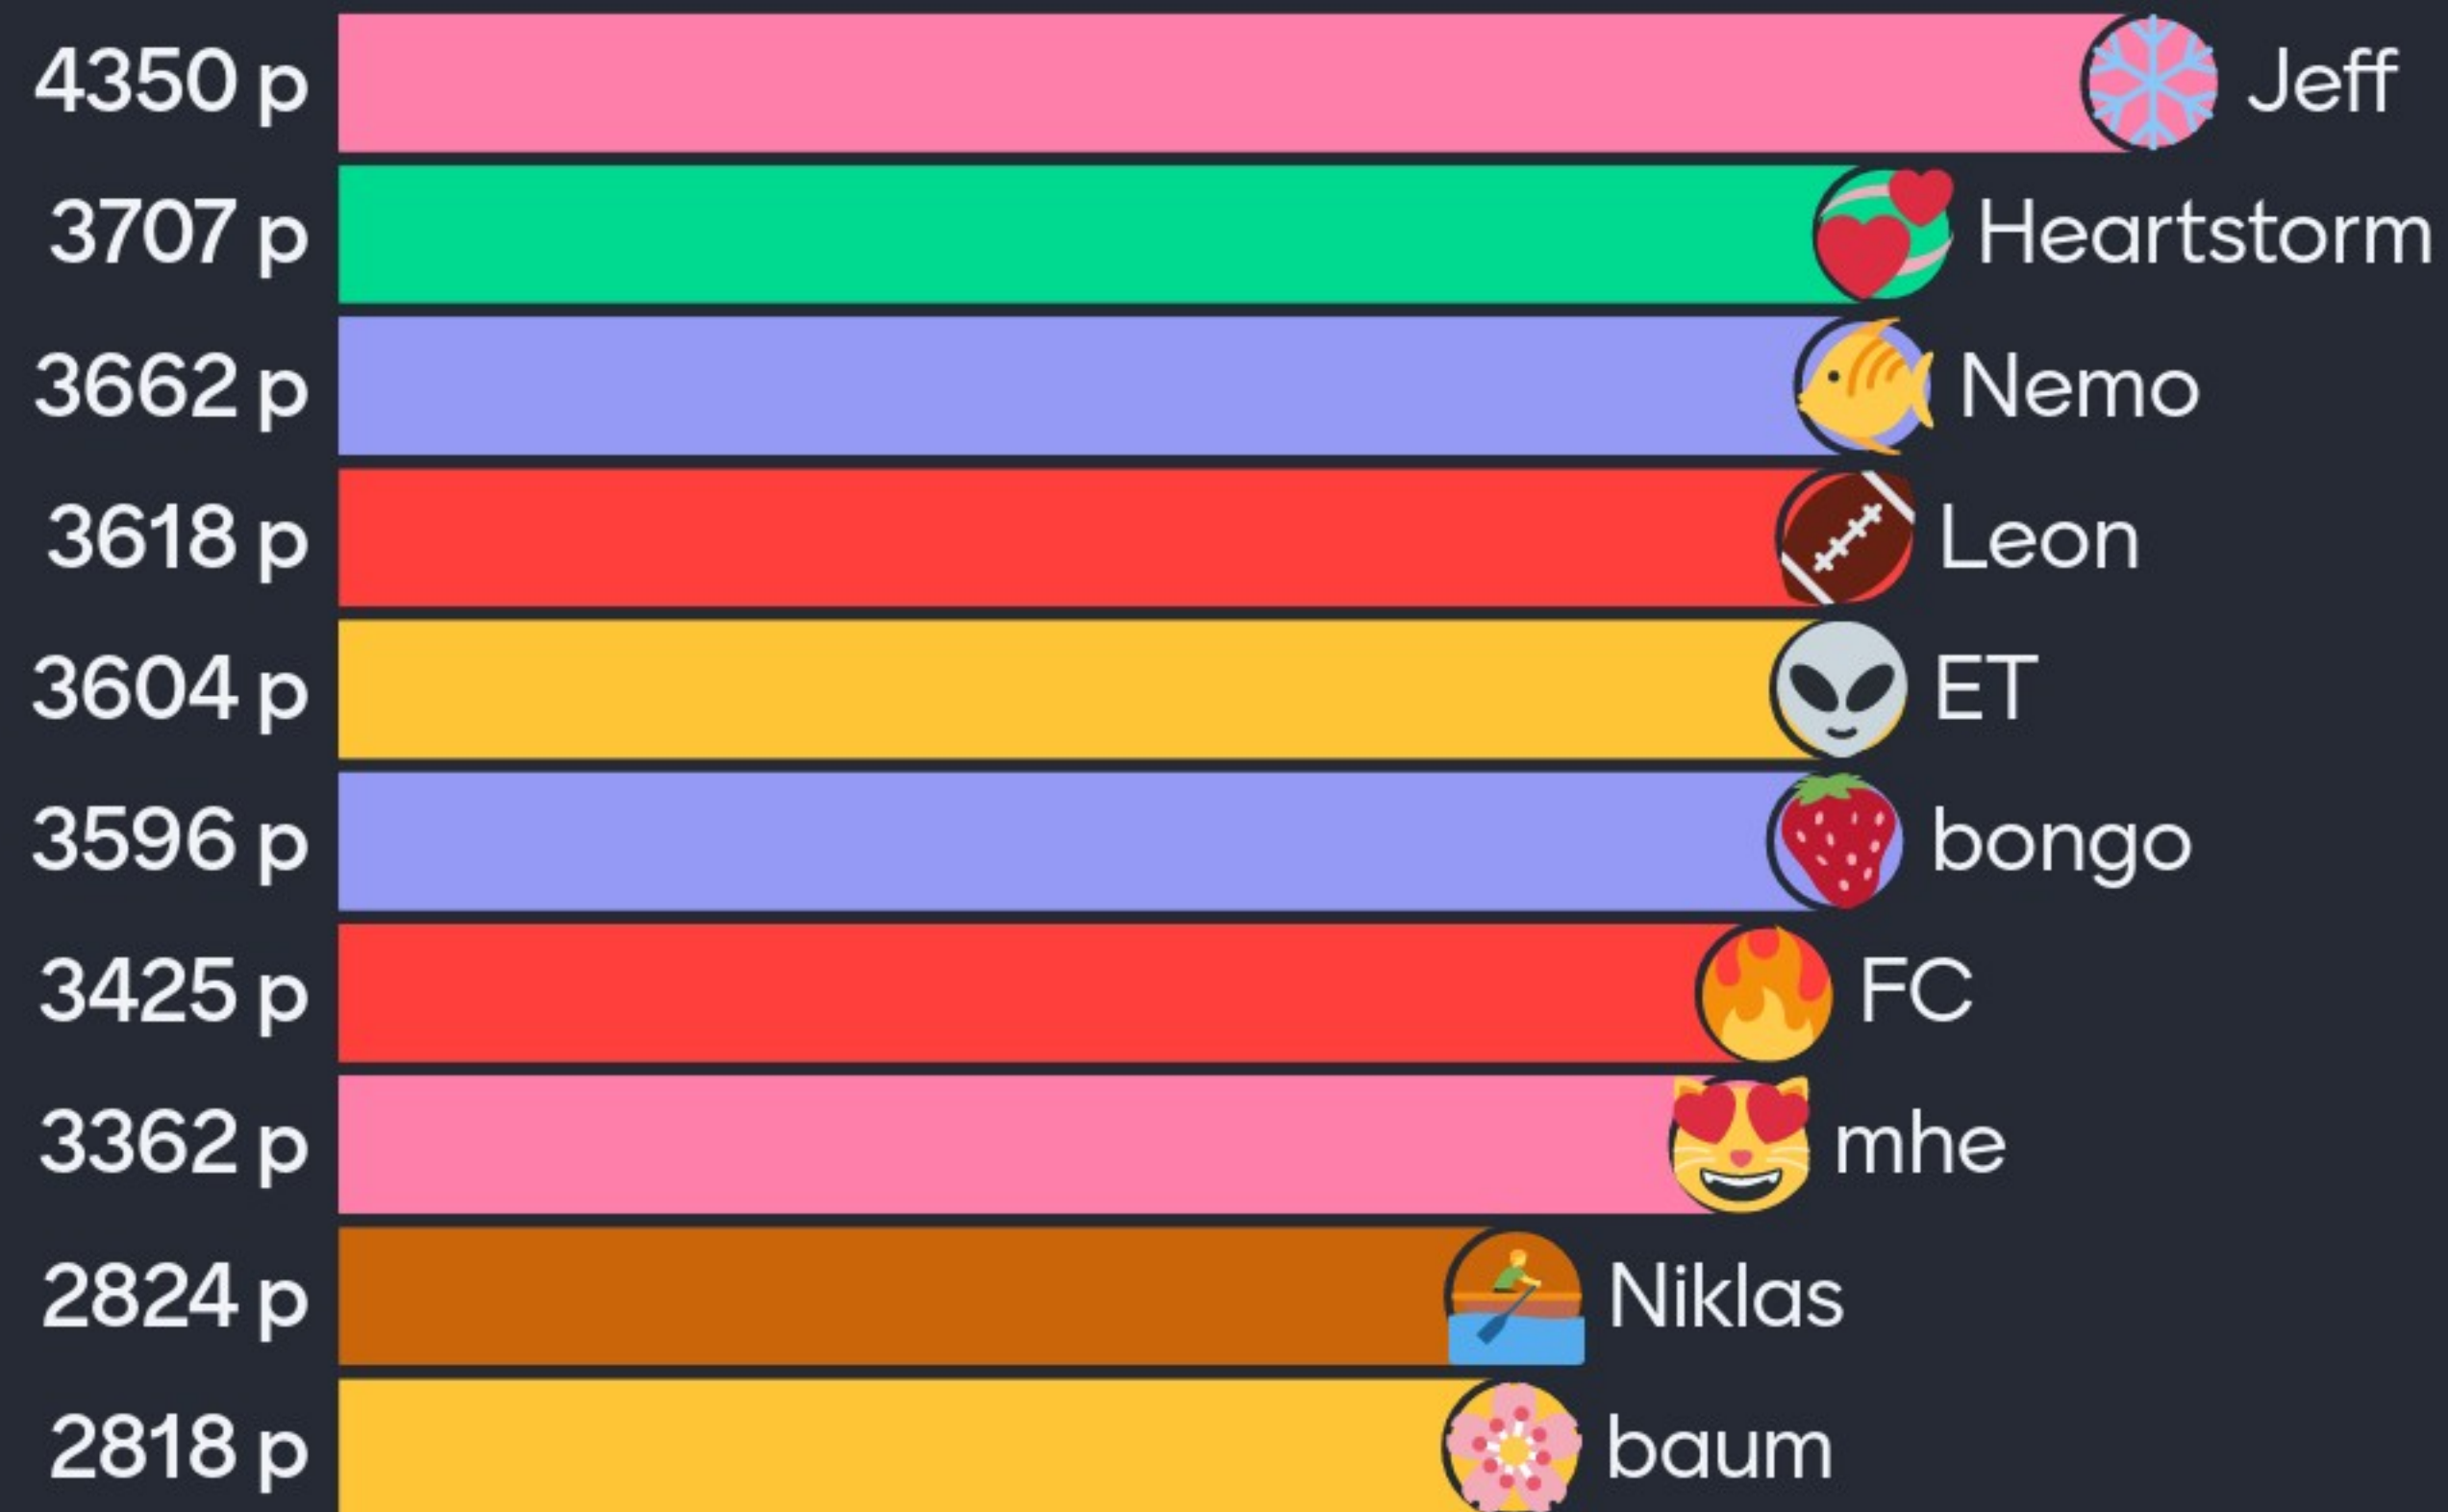 4350 p Jeff
3707 p Heartstorm
3662 p Nemo
3618 p Leon
3604 p ET
3596 p bongo
3425 p FC
3362 p mhe
2824 p Niklas
2818 p baum